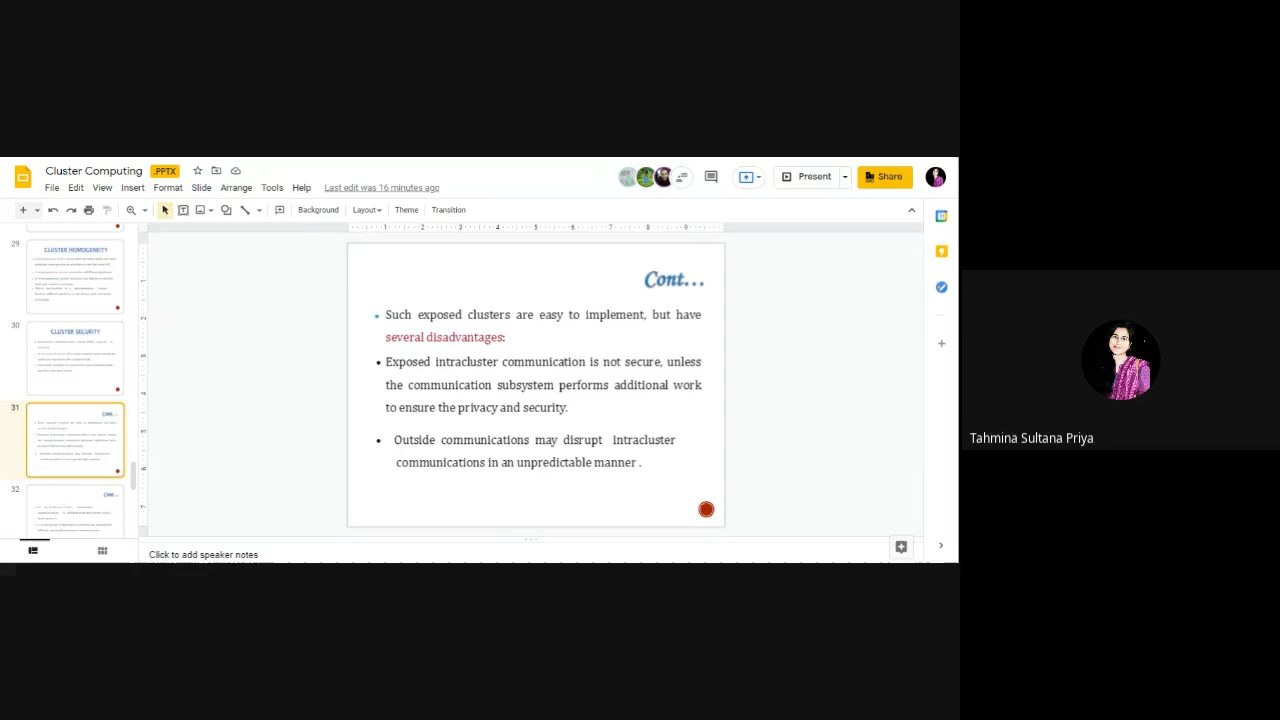 Cluster Computing .PPTX
File Edit View Insert Format Slide Arrange Tools Help Last edit was 16 minutes ago
Present
Share
Background Layout Theme Transition
29
CLUSTER HOMOGENEITY
30
CLUSTER SECURITY
31
Cont...
32
Cont...
Cont...
• Such exposed clusters are easy to implement, but have
several disadvantages:
• Exposed intracluster communication is not secure, unless
the communication subsystem performs additional work
to ensure the privacy and security.
• Outside communications may disrupt intracluster
communications in an unpredictable manner .
Click to add speaker notes
Tahmina Sultana Priya